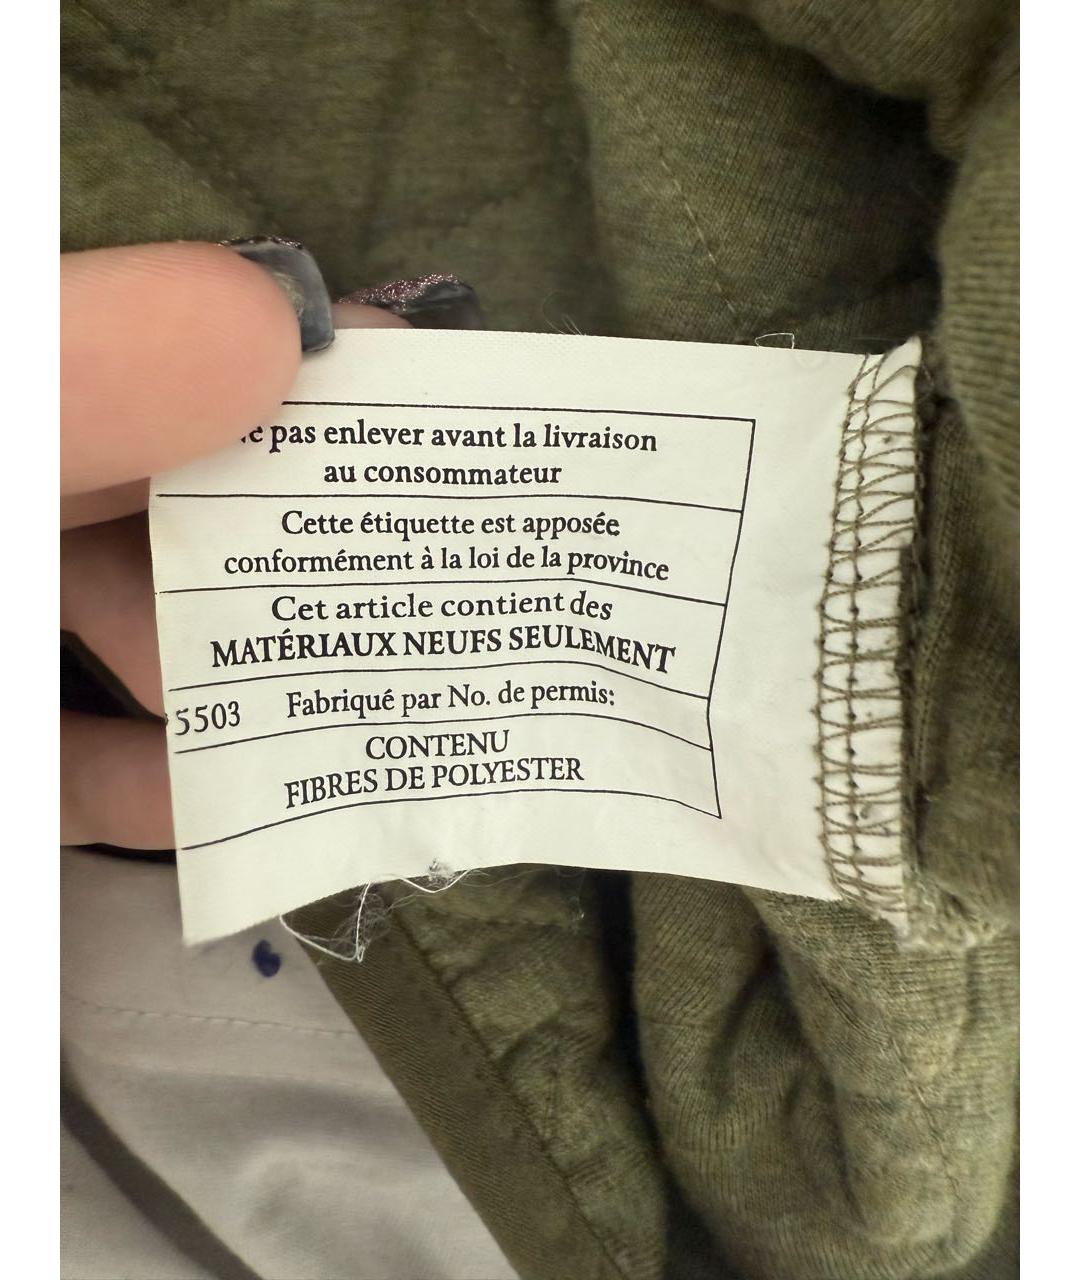 pas enlever avant la livraison
au consommateur
Cette étiquette est apposée
conformément à la loi de la province
Cet article contient des
MATÉRIAUX NEUFS SEULEMENT
5503 Fabriqué par No. de permis:
CONTENU
FIBRES DE POLYESTER